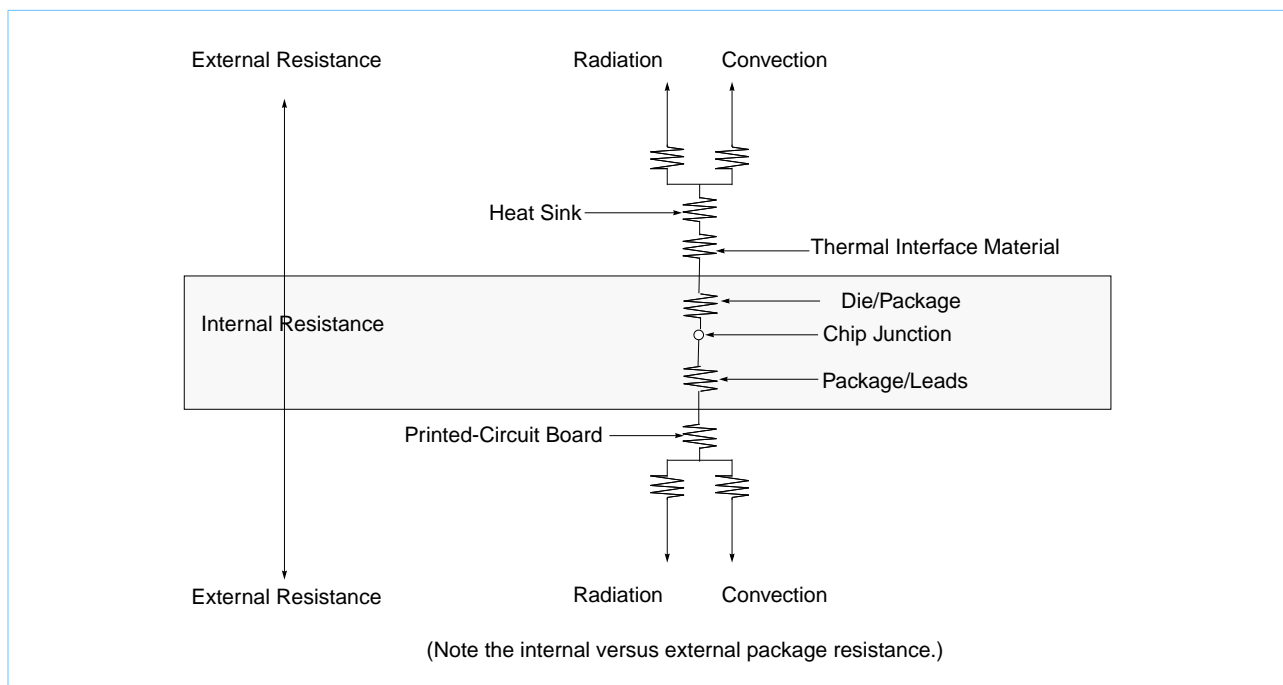 External Resistance
Radiation
Convection
Heat Sink
Thermal Interface Material
Die/Package
Internal Resistance
Chip Junction
Package/Leads
Printed-Circuit Board
External Resistance
Radiation
Convection
(Note the internal versus external package resistance.)